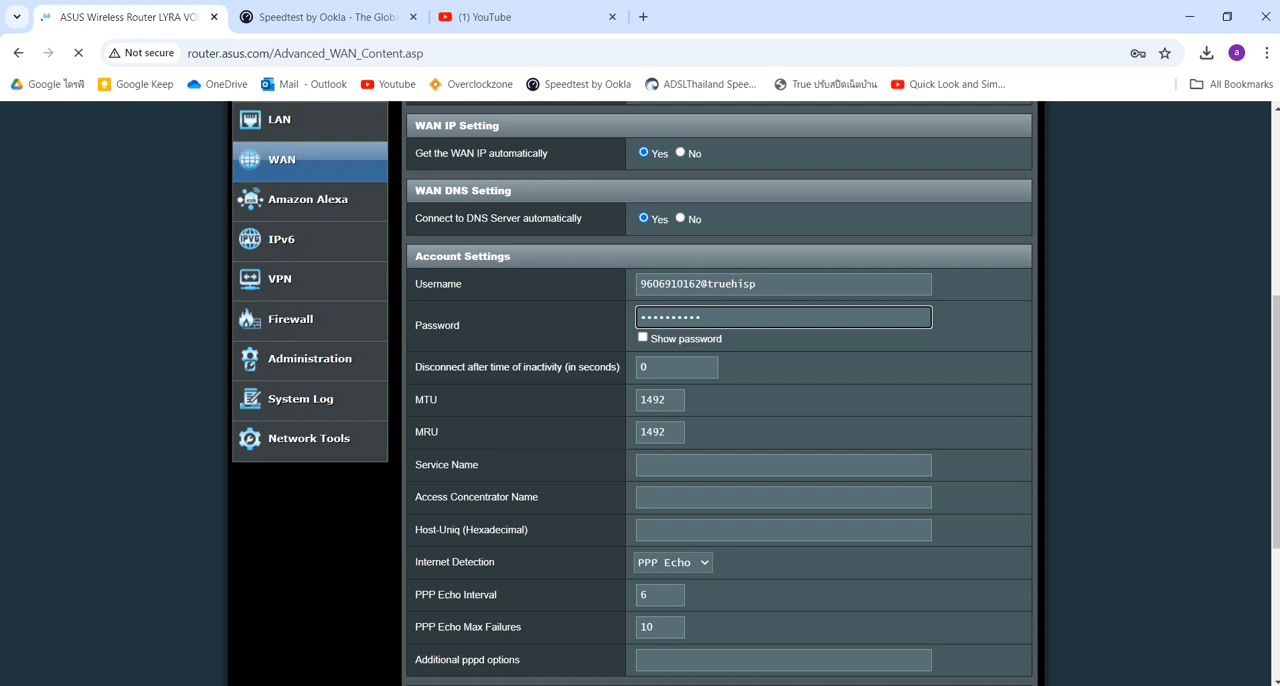 ASUS Wireless Router LYRA VO
Speedtest by Ookla - The Globa
(1) YouTube
Not secure
router.asus.com/Advanced_WAN_Content.asp
a
Google ไดรฟ์
Google Keep
OneDrive
Mail - Outlook
Youtube
Overclockzone
Speedtest by Ookla
ADSLThailand Spee...
True ปรับสปีดเน็ตบ้าน
Quick Look and Sim...
All Bookmarks
LAN
WAN
Amazon Alexa
IPv6
VPN
Firewall
Administration
System Log
Network Tools
WAN IP Setting
Get the WAN IP automatically Yes No
WAN DNS Setting
Connect to DNS Server automatically Yes No
Account Settings
Username 9606910162@truehisp
Password ••••••••••
Show password
Disconnect after time of inactivity (in seconds) 0
MTU 1492
MRU 1492
Service Name
Access Concentrator Name
Host-Uniq (Hexadecimal)
Internet Detection PPP Echo
PPP Echo Interval 6
PPP Echo Max Failures 10
Additional pppd options